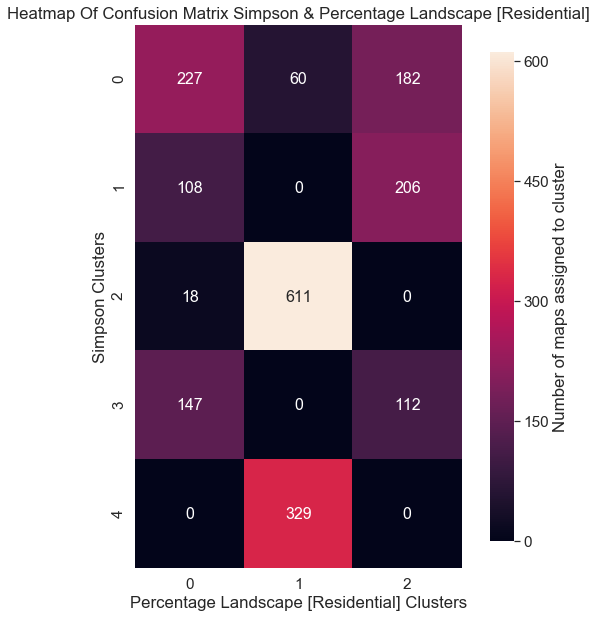 Heatmap Of Confusion Matrix Simpson & Percentage Landscape [Residential]
0 227 60 182
1 108 0 206
2 18 611 0
3 147 0 112
4 0 329 0
0 1 2
Percentage Landscape [Residential] Clusters
Simpson Clusters
600
450
300
150
0
Number of maps assigned to cluster